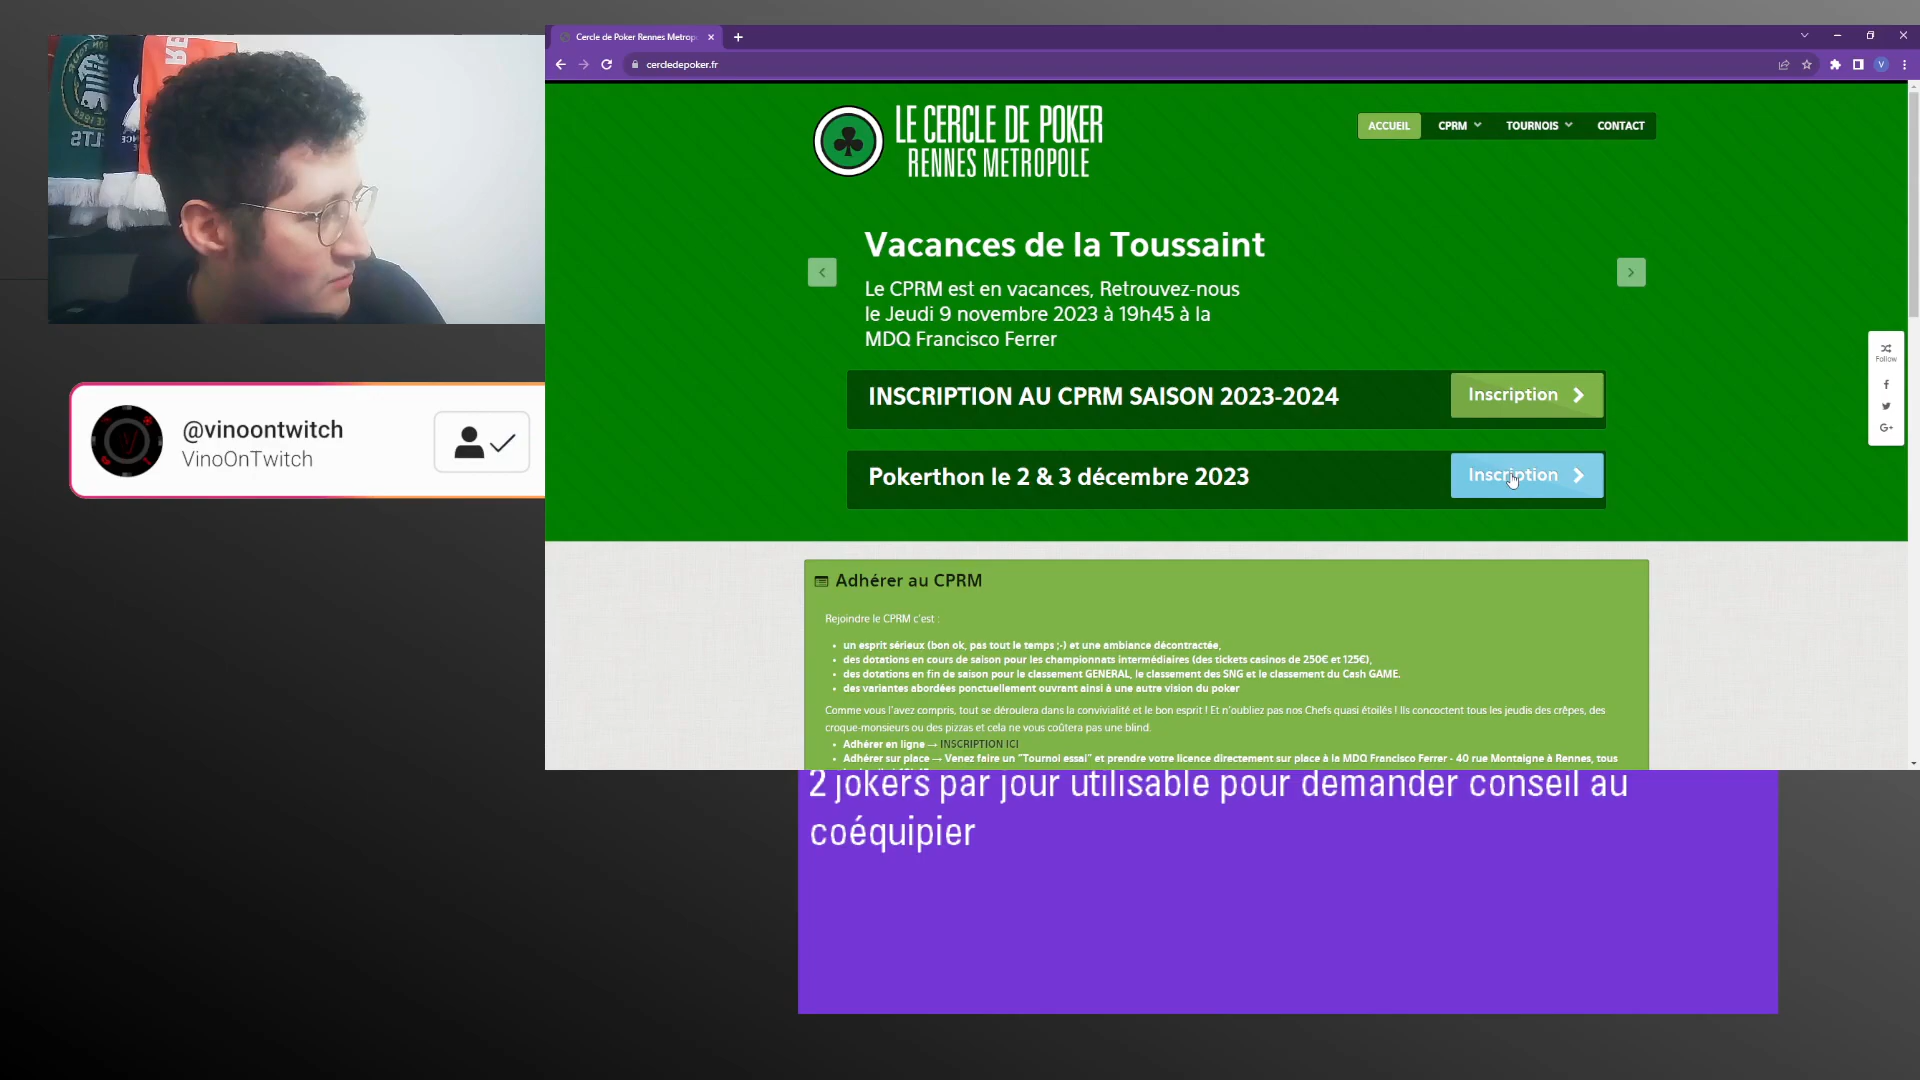 Cercle de Poker Rennes Metrop
cercledepoker.fr
LE CERCLE DE POKER
RENNES METROPOLE
ACCUEIL
CPRM
TOURNOIS
CONTACT
Vacances de la Toussaint
Le CPRM est en vacances, Retrouvez-nous
le Jeudi 9 novembre 2023 à 19h45 à la
MDQ Francisco Ferrer
INSCRIPTION AU CPRM SAISON 2023-2024
Inscription
Pokerthon le 2 & 3 décembre 2023
Inscription
Follow
@vinoontwitch
VinoOnTwitch
Adhérer au CPRM
Rejoindre le CPRM c'est :
• un esprit sérieux (bon ok, pas tout le temps ;-) et une ambiance décontractée,
• des dotations en cours de saison pour les championnats intermédiaires (des tickets casinos de 250€ et 125€),
• des dotations en fin de saison pour le classement GENERAL, le classement des SNG et le classement du Cash GAME.
• des variantes abordées ponctuellement ouvrant ainsi à une autre vision du poker
Comme vous l'avez compris, tout se déroulera dans la convivialité et le bon esprit ! Et n'oubliez pas nos Chefs quasi étoilés ! Ils concoctent tous les jeudis des crêpes, des
croque-monsieurs ou des pizzas et cela ne vous coûtera pas une blind.
• Adhérer en ligne → INSCRIPTION ICI
• Adhérer sur place → Venez faire un "Tournoi essai" et prendre votre licence directement sur place à la MDQ Francisco Ferrer - 40 rue Montaigne à Rennes, tous
2 jokers par jour utilisable pour demander conseil au
coéquipier